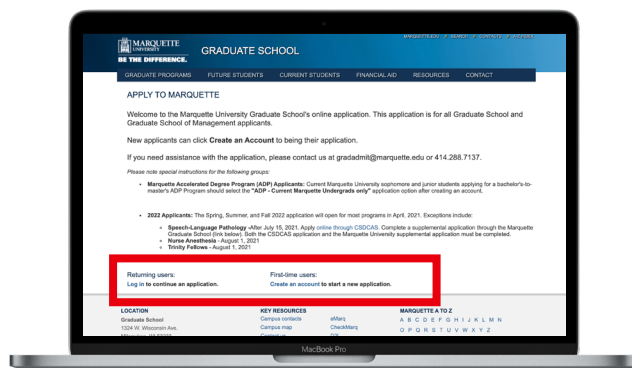 MARQUETTE
UNIVERSITY
BE THE DIFFERENCE.
GRADUATE SCHOOL
MARQUETTE.EDU // SEARCH // CONTACTS // A-Z INDEX
GRADUATE PROGRAMS FUTURE STUDENTS CURRENT STUDENTS FINANCIAL AID RESOURCES CONTACT
APPLY TO MARQUETTE
Welcome to the Marquette University Graduate School's online application. This application is for all Graduate School and
Graduate School of Management applicants.
New applicants can click Create an Account to being their application.
If you need assistance with the application, please contact us at gradadmit@marquette.edu or 414.288.7137.
Please note special instructions for the following groups:
• Marquette Accelerated Degree Program (ADP) Applicants: Current Marquette University sophomore and junior students applying for a bachelor's-to-
master's ADP Program should select the "ADP - Current Marquette Undergrads only" application option after creating an account.
• 2022 Applicants: The Spring, Summer, and Fall 2022 application will open for most programs in April, 2021. Exceptions include:
Speech-Language Pathology -After July 15, 2021. Apply online through CSDCAS. Complete a supplemental application through the Marquette
Graduate School (link below). Both the CSDCAS application and the Marquette University supplemental application must be completed.
Nurse Anesthesia - August 1, 2021
Trinity Fellows - August 1, 2021
Returning users: First-time users:
Log in to continue an application. Create an account to start a new application.
LOCATION KEY RESOURCES MARQUETTE A TO Z
Graduate School Campus contacts eMarq A B C D E F G H I J K L M N
1324 W. Wisconsin Ave. Campus map CheckMarq O P Q R S T U V W X Y Z
MacBook Pro